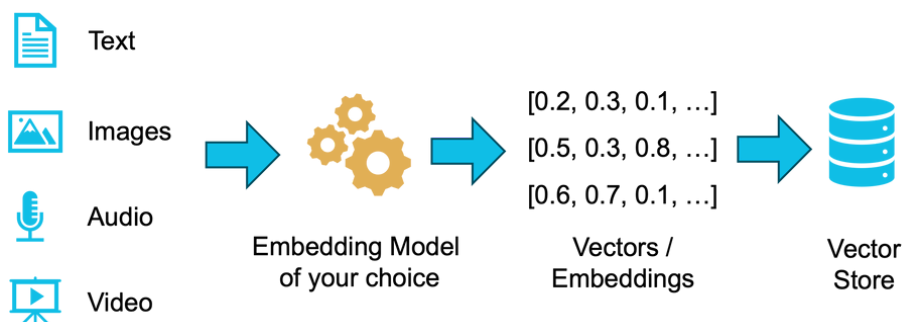 Text
Images
Audio
Video
Embedding Model
of your choice
[0.2, 0.3, 0.1, …]
[0.5, 0.3, 0.8, …]
[0.6, 0.7, 0.1, …]
Vectors /
Embeddings
Vector
Store